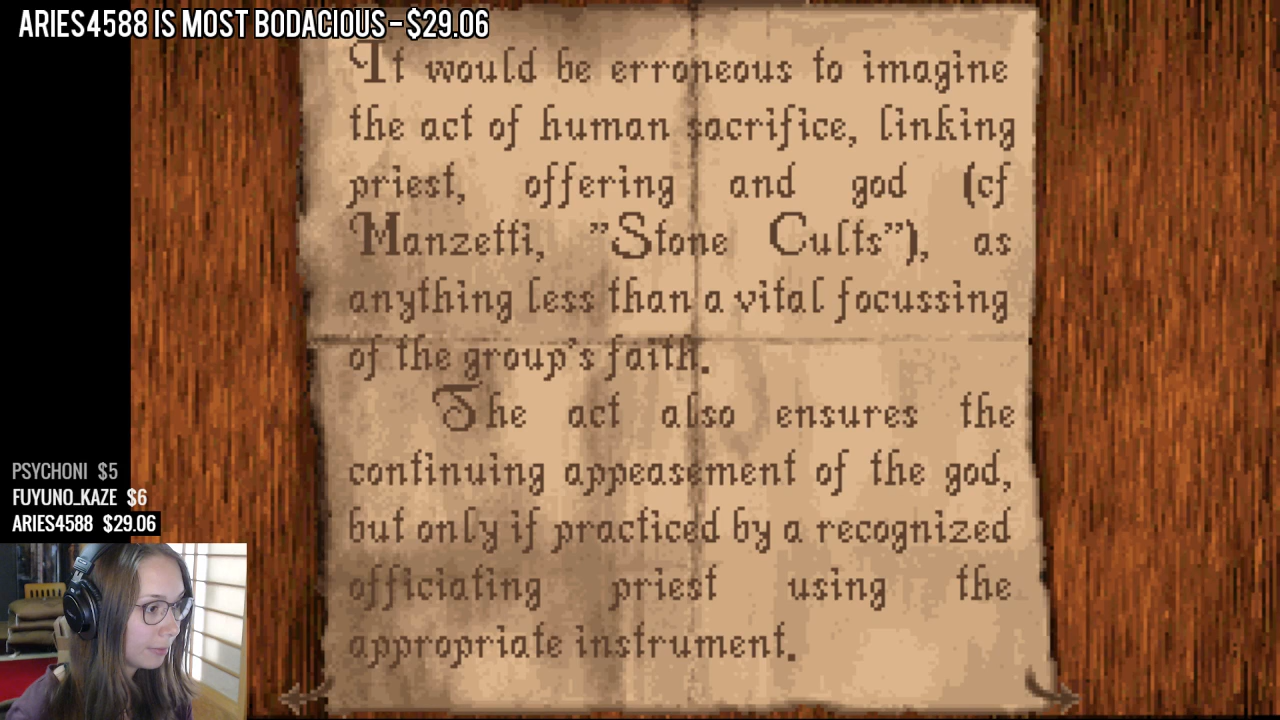 ARIES4588 IS MOST BODACIOUS - $29.06
It would be erroneous to imagine
the act of human sacrifice, linking
priest, offering and god (cf
Manzetti, "Stone Cults"), as
anything less than a vital focussing
of the group's faith.
The act also ensures the
continuing appeasement of the god,
but only if practiced by a recognized
officiating priest using the
appropriate instrument.
PSYCHONI $5
FUYUNO_KAZE $6
ARIES4588 $29.06